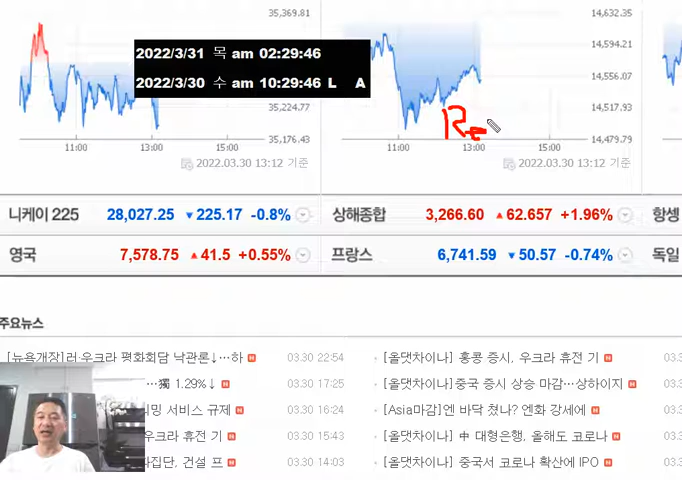 35,369.81
35,224.77
35,176.43
11:00 13:00 15:00
2022.03.30 13:12 기준
14,632.35
14,594.21
14,556.07
14,517.93
14,479.79
11:00 13:00 15:00
2022.03.30 13:12 기준
2022/3/31 목 am 02:29:46
2022/3/30 수 am 10:29:46 L A
Re
니케이 225 28,027.25 ▼ 225.17 -0.8%
상해종합 3,266.60 ▲ 62.657 +1.96%
항셍
영국 7,578.75 ▲ 41.5 +0.55%
프랑스 6,741.59 ▼ 50.57 -0.74%
독일
주요뉴스
[뉴욕개장]러·우크라 평화회담 낙관론↓…하 N 03.30 22:54
…獨 1.29%↓ N 03.30 17:25
밍 서비스 규제 N 03.30 16:24
우크라 휴전 기 N 03.30 15:43
집단, 건설 프 N 03.30 14:03
[올댓차이나] 홍콩 증시, 우크라 휴전 기 N 03.3
[올댓차이나]중국 증시 상승 마감…상하이지 N 03.3
[Asia마감]엔 바닥 쳤나? 엔화 강세에 N 03.3
[올댓차이나] 中 대형은행, 올해도 코로나 N 03.3
[올댓차이나] 중국서 코로나 확산에 IPO N 03.3